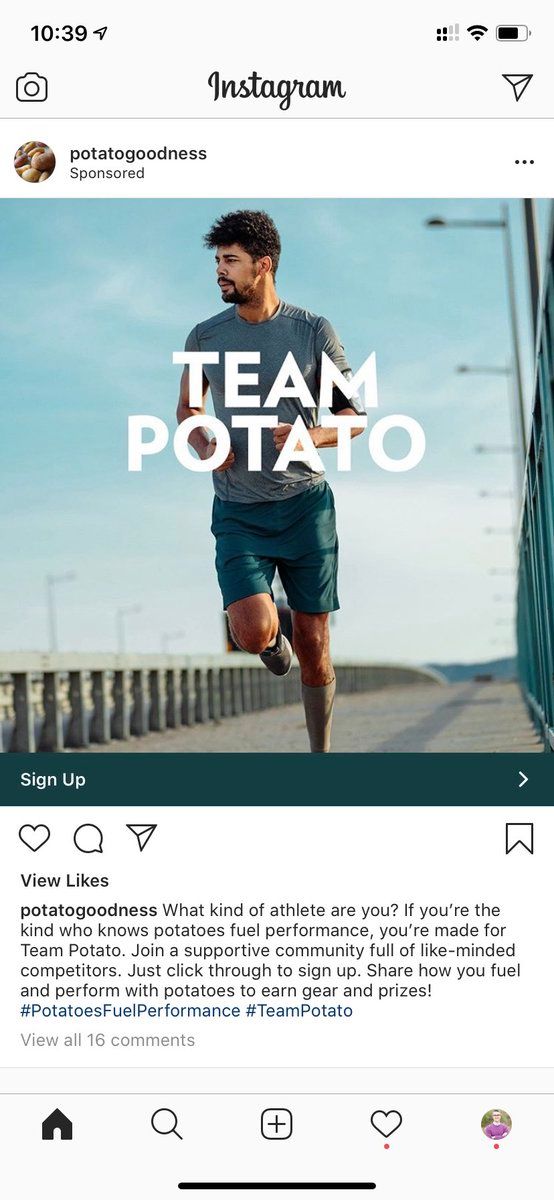 10:39
Instagram
potatogoodness
Sponsored
TEAM
POTATO
Sign Up
View Likes
potatogoodness What kind of athlete are you? If you’re the
kind who knows potatoes fuel performance, you’re made for
Team Potato. Join a supportive community full of like-minded
competitors. Just click through to sign up. Share how you fuel
and perform with potatoes to earn gear and prizes!
#PotatoesFuelPerformance #TeamPotato
View all 16 comments